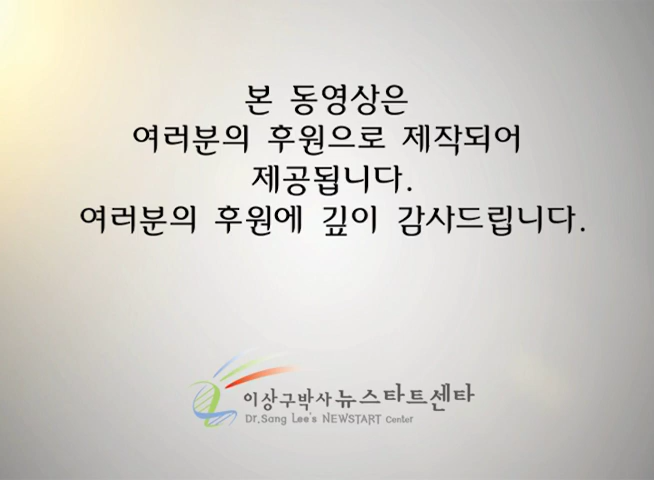 본 동영상은
여러분의 후원으로 제작되어
제공됩니다.
여러분의 후원에 깊이 감사드립니다.
이상구박사뉴스타트센타
Dr.Sang Lee's NEWSTART Center